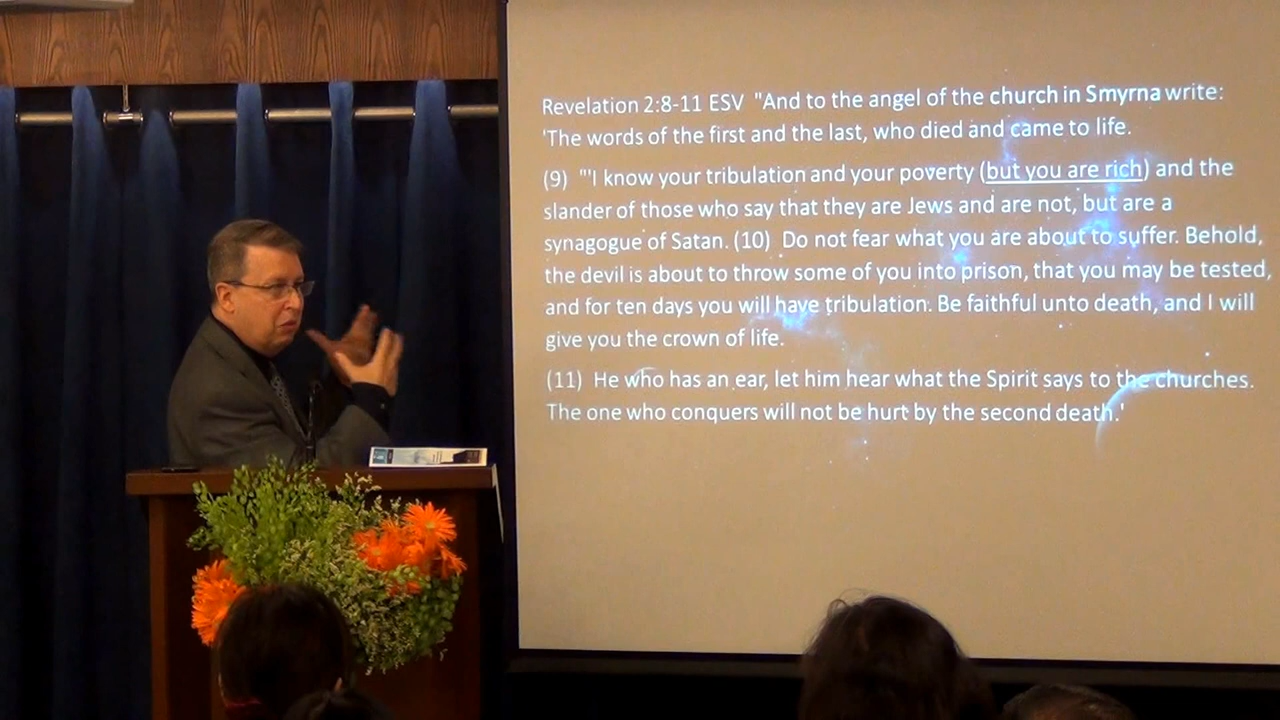 Revelation 2:8-11 ESV "And to the angel of the church in Smyrna write:
'The words of the first and the last, who died and came to life.
(9) "'I know your tribulation and your poverty (but you are rich) and the
slander of those who say that they are Jews and are not, but are a
synagogue of Satan. (10) Do not fear what you are about to suffer. Behold,
the devil is about to throw some of you into prison, that you may be tested,
and for ten days you will have tribulation. Be faithful unto death, and I will
give you the crown of life.
(11) He who has an ear, let him hear what the Spirit says to the churches.
The one who conquers will not be hurt by the second death.'